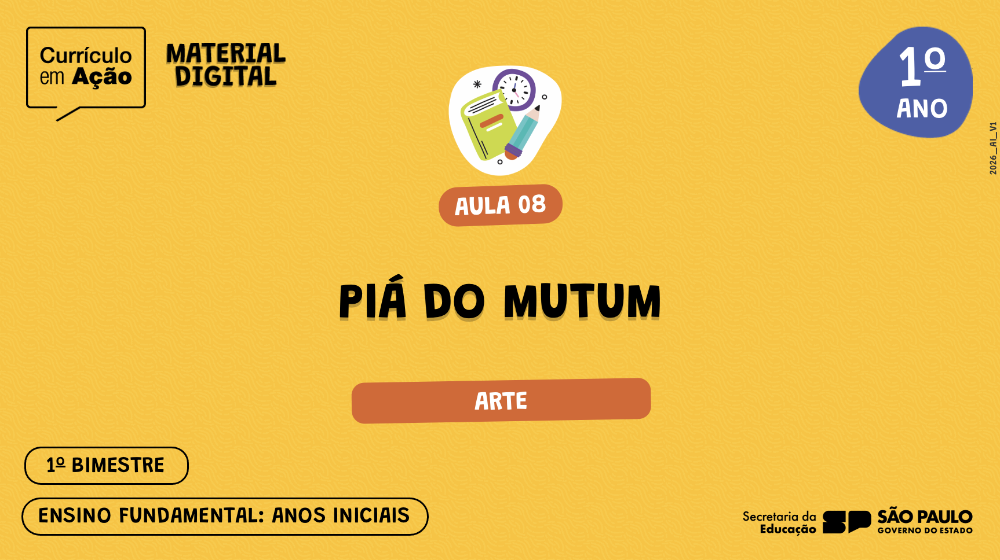 Currículo
em Ação
MATERIAL
DIGITAL
1º
ANO
2026_AI_V1
AULA 08
PIÁ DO MUTUM
ARTE
1º BIMESTRE
ENSINO FUNDAMENTAL: ANOS INICIAIS
Secretaria da
Educação
SP
SÃO PAULO
GOVERNO DO ESTADO